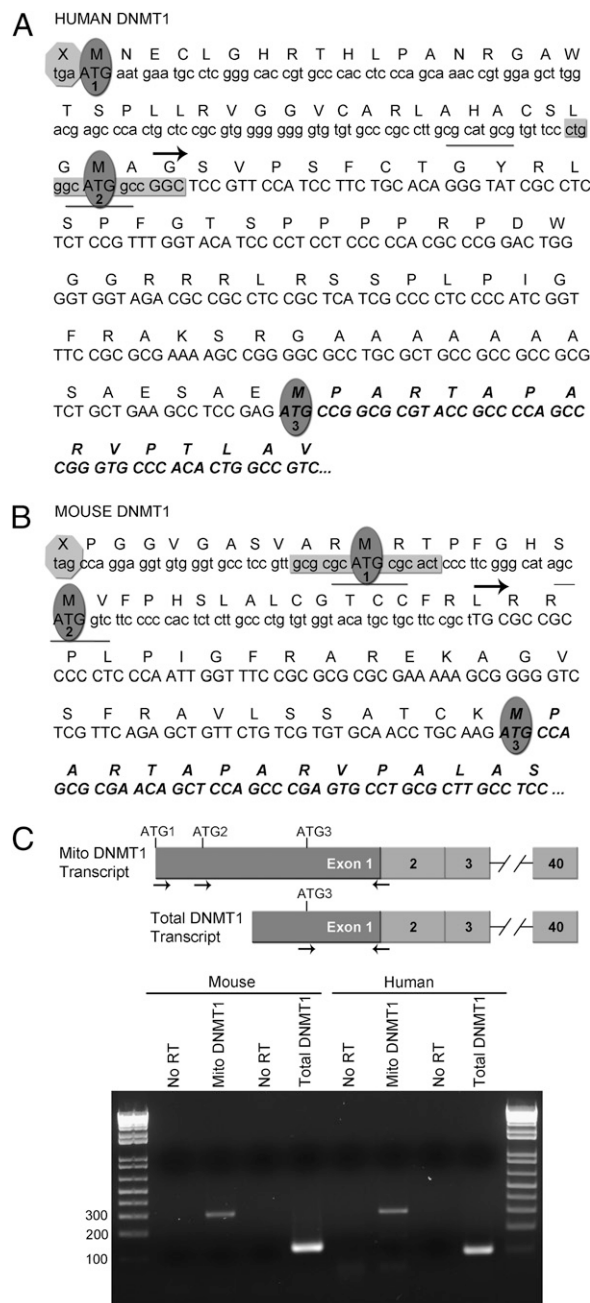 A HUMAN DNMT1
X M N E C L G H R T H L P A N R G A W
tga ATG aat gaa tgc ctc ggg cac cgt gcc cac ctc cca gca aac cgt gga gct tgg
1
T S P L L R V G G V C A R L A H A C S L
acg agc cca ctg ctc cgc gtg ggg ggg gtg tgt gcc cgc ctt gcg cat gcg tgt tcc ctg
G M A G S V P S F C T G Y R L
ggc ATG gcc GGC TCC GTT CCA TCC TTC TGC ACA GGG TAT CGC CTC
2
S P F G T S P P P R P D W
TCT CCG TTT GGT ACA TCC CCT CCT CCC CCA CGC CCG GAC TGG
G G R R R L R S S P L P I G
GGT GGT AGA CGC CGC CTC CGC TCA TCG CCC CTC CCC ATC GGT
F R A K S R G A A A A A A A
TTC CGC GCG AAA AGC CGG GGC GCC TGC GCT GCC GCC GCC GCG
S A E S A E M P A R T A P A
TCT GCT GAA GCC TCC GAG ATG CCG GCG CGT ACC GCC CCA GCC
3
R V P T L A V
CGG GTG CCC ACA CTG GCC GTC...
B MOUSE DNMT1
X P G G V G A S V A R M R T P F G H S
tag cca gga ggt gtg ggt gcc tcc gtt gcg cgc ATG cgc act ccc ttc ggg cat agc
1
M V F P H S L A L C G T C C F R L R R
ATG gtc ttc ccc cac tct ctt gcc ctg tgt ggt aca tgc tgc ttc cgc tTG CGC CGC
2
P L P I G F R A R E K A G V
CCC CTC CCA ATT GGT TTC CGC GCG CGC GAA AAA GCG GGG GTC
S F R A V L S S A T C K M P
TCG TTC AGA GCT GTT CTG TCG TGT GCA ACC TGC AAG ATG CCA
3
A R T A P A R V P A L A S
GCG CGA ACA GCT CCA GCC CGA GTG CCT GCG CTT GCC TCC ...
C
ATG1 ATG2 ATG3
Mito DNMT1 Transcript
Exon 1 2 3 40
ATG3
Total DNMT1 Transcript
Exon 1 2 3 40
Mouse Human
No RT Mito DNMT1 No RT Total DNMT1 No RT Mito DNMT1 No RT Total DNMT1
300
200
100